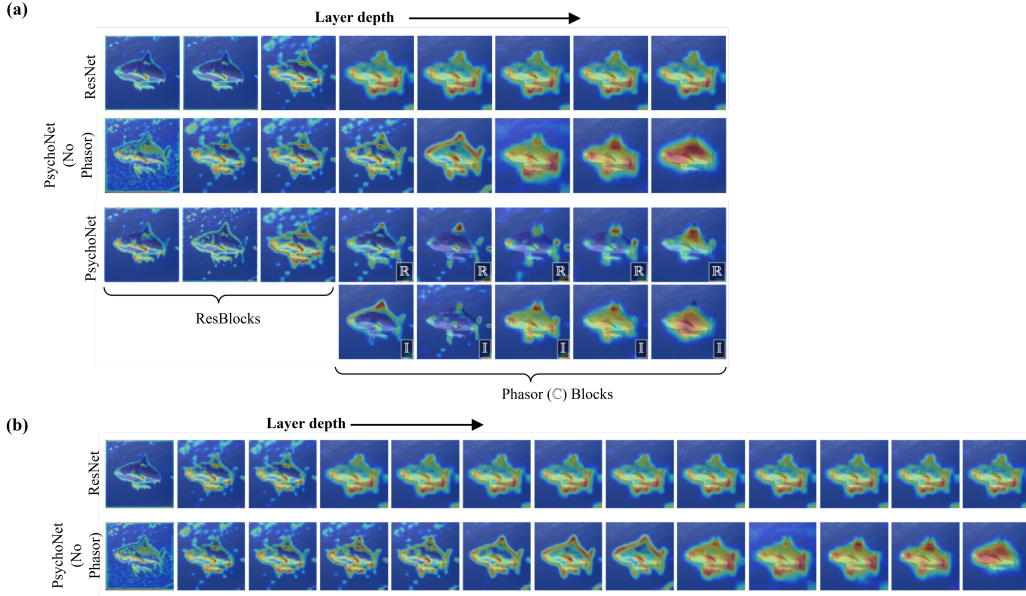 (a)
Layer depth
ResNet
PsychoNet
(No
Phasor)
PsychoNet
ℝ ℝ ℝ ℝ ℝ
ResBlocks
𝕀 𝕀 𝕀 𝕀 𝕀
Phasor (ℂ) Blocks
(b)
Layer depth
ResNet
PsychoNet
(No
Phasor)